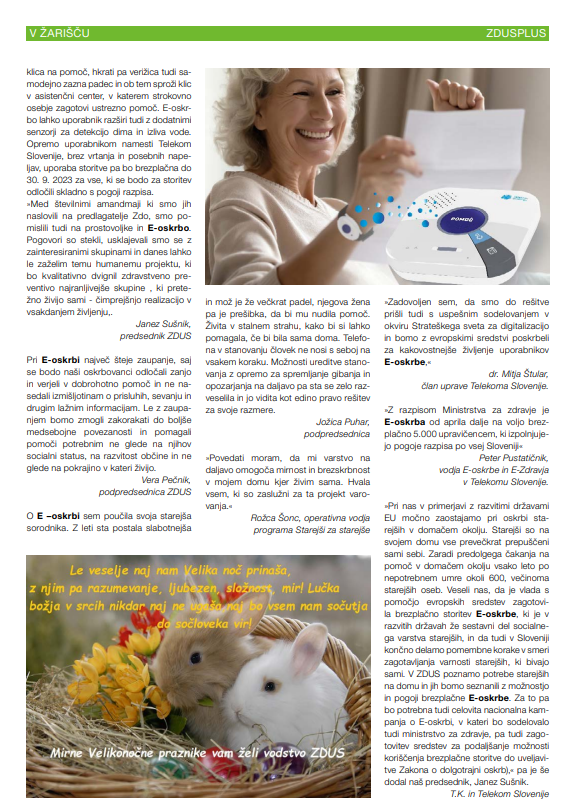 V ŽARIŠČU
ZDUSPLUS
klica na pomoč, hkrati pa verižica tudi sa-
modejno zazna padec in ob tem sproži klic
v asistenčni center, v katerem strokovno
osebje zagotovi ustrezno pomoč. E-oskr-
bo lahko uporabnik razširi tudi z dodatnimi
senzorji za detekcijo dima in izliva vode.
Opremo uporabnikom namesti Telekom
Slovenije, brez vrtanja in posebnih nape-
ljav, uporaba storitve pa bo brezplačna do
30. 9. 2023 za vse, ki se bodo za storitev
odločili skladno s pogoji razpisa.
»Med številnimi amandmaji ki smo jih
naslovili na predlagatelje Zdo, smo po-
mislili tudi na prostovoljke in E-oskrbo.
Pogovori so stekli, usklajevali smo se z
zainteresiranimi skupinami in danes lahko
le zaželim temu humanemu projektu, ki
bo kvalitativno dvignil zdravstveno pre-
ventivo najranljivejše skupine , ki prete-
žno živijo sami - čimprejšnjo realizacijo v
vsakdanjem življenju„.
Janez Sušnik,
predsednik ZDUS
Pri E-oskrbi največ šteje zaupanje, saj
se bodo naši oskrbovanci odločali zanjo
in verjeli v dobrohotno pomoč in ne na-
sedali izmišljotinam o prisluhih, sevanju in
drugim lažnim informacijam. Le z zaupa-
njem bomo zmogli zakorakati do boljše
medsebojne povezanosti in pomagali
pomoči potrebnim ne glede na njihov
socialni status, na razvitost občine in ne
glede na pokrajino v kateri živijo.
Vera Pečnik,
podpredsednica ZDUS
O E –oskrbi sem poučila svoja starejša
sorodnika. Z leti sta postala slabotnejša
POMOČ
in mož je že večkrat padel, njegova žena
pa je prešibka, da bi mu nudila pomoč.
Živita v stalnem strahu, kako bi si lahko
pomagala, če bi bila sama doma. Telefo-
na v stanovanju človek ne nosi s seboj na
vsakem koraku. Možnosti ureditve stano-
vanja z opremo za spremljanje gibanja in
opozarjanja na daljavo pa sta se zelo raz-
veselila in jo vidita kot edino pravo rešitev
za svoje razmere.
Jožica Puhar,
podpredsednica
»Povedati moram, da mi varstvo na
daljavo omogoča mirnost in brezskrbnost
v mojem domu kjer živim sama. Hvala
vsem, ki so zaslužni za ta projekt varo-
vanja.«
Rožca Šonc, operativna vodja
programa Starejši za starejše
»Zadovoljen sem, da smo do rešitve
prišli tudi s uspešnim sodelovanjem v
okviru Strateškega sveta za digitalizacijo
in bomo z evropskimi sredstvi poskrbeli
za kakovostnejše življenje uporabnikov
E-oskrbe,«
dr. Mitja Štular,
član uprave Telekoma Slovenije.
»Z razpisom Ministrstva za zdravje je
E-oskrba od aprila dalje na voljo brez-
plačno 5.000 upravičencem, ki izpolnjuje-
jo pogoje razpisa po vsej Sloveniji«
Peter Pustatičnik,
vodja E-oskrbe in E-Zdravja
v Telekomu Slovenije.
»Pri nas v primerjavi z razvitimi državami
EU močno zaostajamo pri oskrbi sta-
rejših v domačem okolju. Starejši so na
svojem domu vse prevečkrat prepuščeni
sami sebi. Zaradi predolgega čakanja na
pomoč v domačem okolju vsako leto po
nepotrebnem umre okoli 600, večinoma
starejših oseb. Veseli nas, da je vlada s
pomočjo evropskih sredstev zagotovi-
la brezplačno storitev E-oskrbe, ki je v
razvitih državah že sestavni del socialne-
ga varstva starejših, in da tudi v Sloveniji
končno delamo pomembne korake v smeri
zagotavljanja varnosti starejših, ki bivajo
sami. V ZDUS poznamo potrebe starejših
na domu in jih bomo seznanili z možnostjo
in pogoji brezplačne E-oskrbe. Za to pa
bo potrebna tudi celovita nacionalna kam-
panja o E-oskrbi, v kateri bo sodelovalo
tudi ministrstvo za zdravje, pa tudi zago-
tovitev sredstev za podaljšanje možnosti
koriščenja brezplačne storitve do uveljavi-
tve Zakona o dolgotrajni oskrbi),« pa je še
dodal naš predsednik, Janez Sušnik.
T.K. in Telekom Slovenije
Le veselje naj nam Velika noč prinaša,
z njim pa razumevanje, ljubezen, složnost, mir! Lučka
božja v srcih nikdar naj ne ugaša naj bo vsem nam sočutja
do sočloveka vir!
Mirne Velikonočne praznike vam želi vodstvo ZDUS